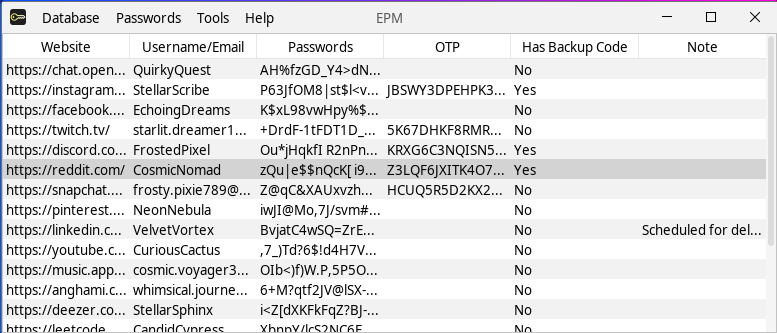 Database Passwords Tools Help EPM
Website Username/Email Passwords OTP Has Backup Code Note
https://chat.open... QuirkyQuest AH%fzGD_Y4>dN... No
https://instagram... StellarScribe P63JfOM8|st$l<v... JBSWY3DPEHPK3... Yes
https://facebook.... EchoingDreams K$xL98vwHpy%$... No
https://twitch.tv/ starlit.dreamer1... +DrdF-1tFDT1D_... 5K67DHKF8RMR... No
https://discord.co... FrostedPixel Ou*jHqkfI R2nPn... KRXG6C3NQISN5... Yes
https://reddit.com/ CosmicNomad zQu|e$$nQcK[i9... Z3LQF6JXITK4O7... Yes
https://snapchat.... frosty.pixie789@... Z@qC&XAUxvzh... HCUQ5R5D2KX2... No
https://pinterest.... NeonNebula iwJI@Mo,7J/svm#... No
https://linkedin.c... VelvetVortex BvjatC4wSQ=ZrE... No Scheduled for del...
https://youtube.c... CuriousCactus ,7_)Td?6$!d4H7V... No
https://music.app... cosmic.voyager3... OIb<)f)W.P,5P5O... No
https://anghami.c... whimsical.journe... 6+M?qtf2JV@lSX-... No
https://deezer.co... StellarSphinx i<Z[dXKFkFqZ?BJ-... No
https://leetcode.... CandidCypress XbnpY/lcS2NC6F... No